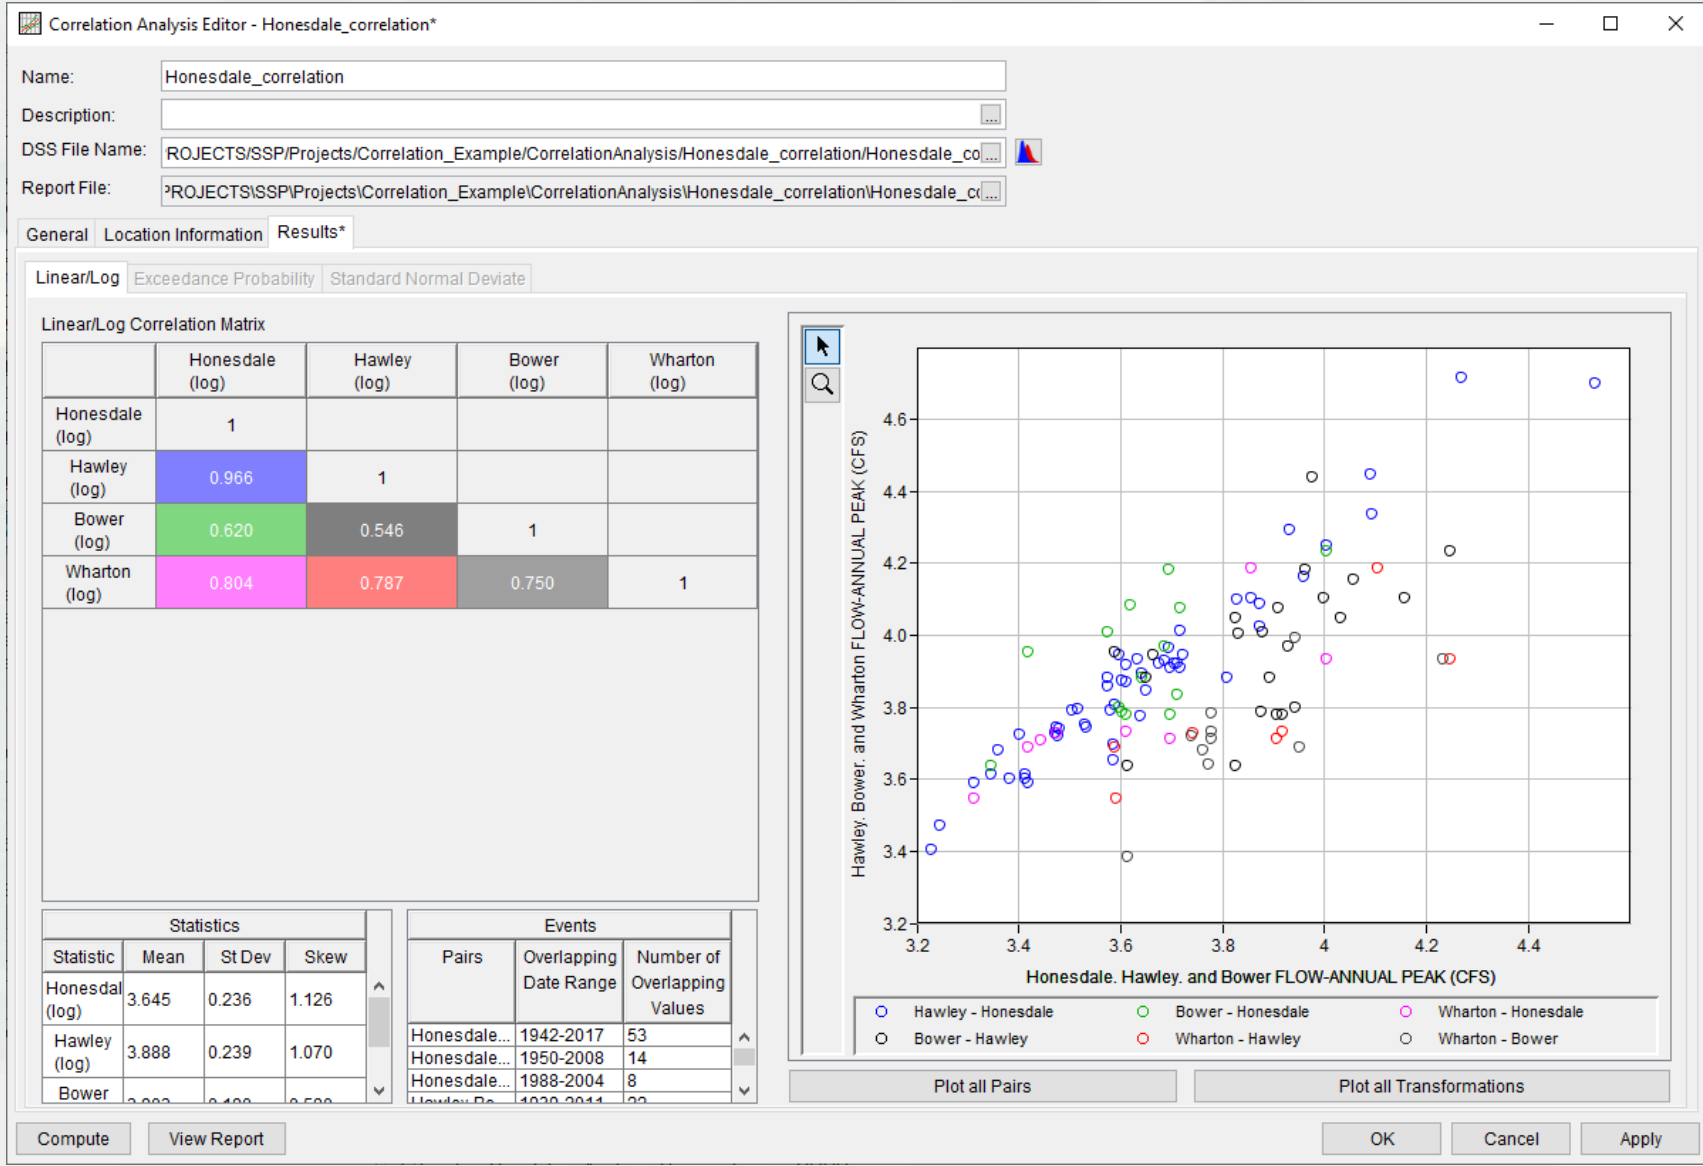 Correlation Analysis Editor - Honesdale_correlation*
Name: Honesdale_correlation
Description: ...
DSS File Name: ROJECTS/SSP/Projects/Correlation_Example/CorrelationAnalysis/Honesdale_correlation/Honesdale_co ...
Report File: PROJECTS\SSP\Projects\Correlation_Example\CorrelationAnalysis\Honesdale_correlation\Honesdale_co ...
General Location Information Results*
Linear/Log Exceedance Probability Standard Normal Deviate
Linear/Log Correlation Matrix
Honesdale (log) Hawley (log) Bower (log) Wharton (log)
Honesdale (log) 1
Hawley (log) 0.966 1
Bower (log) 0.620 0.546 1
Wharton (log) 0.804 0.787 0.750 1
Statistics
Statistic Mean St Dev Skew
Honesdal (log) 3.645 0.236 1.126
Hawley (log) 3.888 0.239 1.070
Bower
Events
Pairs Overlapping Date Range Number of Overlapping Values
Honesdale... 1942-2017 53
Honesdale... 1950-2008 14
Honesdale... 1988-2004 8
Hawley, Bower, and Wharton FLOW-ANNUAL PEAK (CFS)
4.6
4.4
4.2
4.0
3.8
3.6
3.4
3.2
3.2 3.4 3.6 3.8 4 4.2 4.4
Honesdale, Hawley, and Bower FLOW-ANNUAL PEAK (CFS)
Hawley - Honesdale Bower - Honesdale Wharton - Honesdale
Bower - Hawley Wharton - Hawley Wharton - Bower
Plot all Pairs Plot all Transformations
Compute View Report OK Cancel Apply